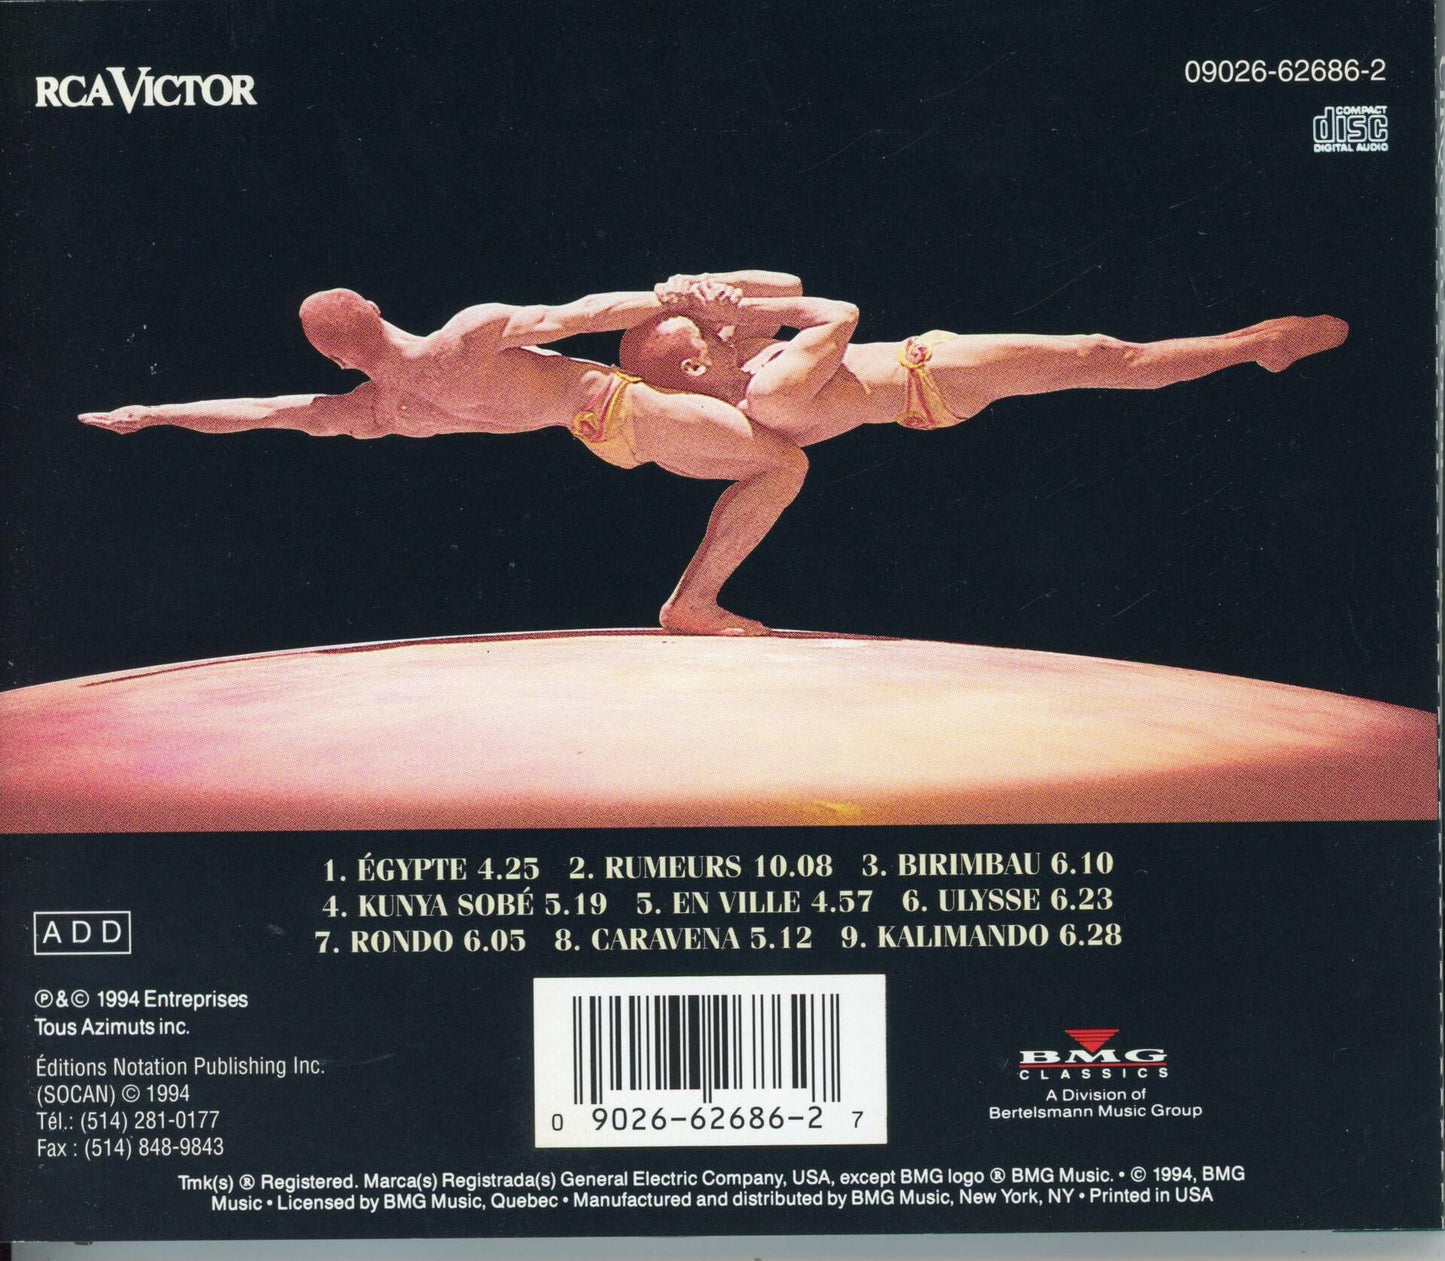 RCA VICTOR
09026-62686-2
COMPACT
disc
DIGITAL AUDIO
1. ÉGYPTE 4.25 2. RUMEURS 10.08 3. BIRIMBAU 6.10
4. KUNYA SOBÉ 5.19 5. EN VILLE 4.57 6. ULYSSE 6.23
7. RONDO 6.05 8. CARAVENA 5.12 9. KALIMANDO 6.28
ADD
℗&© 1994 Entreprises
Tous Azimuts inc.
Éditions Notation Publishing Inc.
(SOCAN) © 1994
Tél.: (514) 281-0177
Fax : (514) 848-9843
0 9026-62686-2 7
BMG
CLASSICS
A Division of
Bertelsmann Music Group
Tmk(s) ® Registered. Marca(s) Registrada(s) General Electric Company, USA, except BMG logo ® BMG Music. • © 1994, BMG
Music • Licensed by BMG Music, Quebec • Manufactured and distributed by BMG Music, New York, NY • Printed in USA